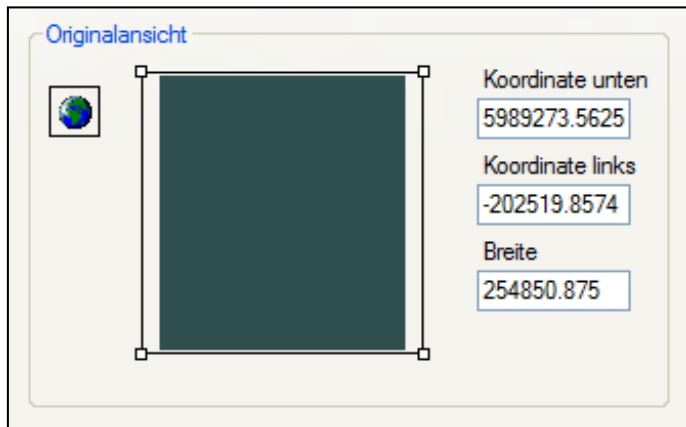 Originalansicht
Koordinate unten
5989273.5625
Koordinate links
-202519.8574
Breite
254850.875